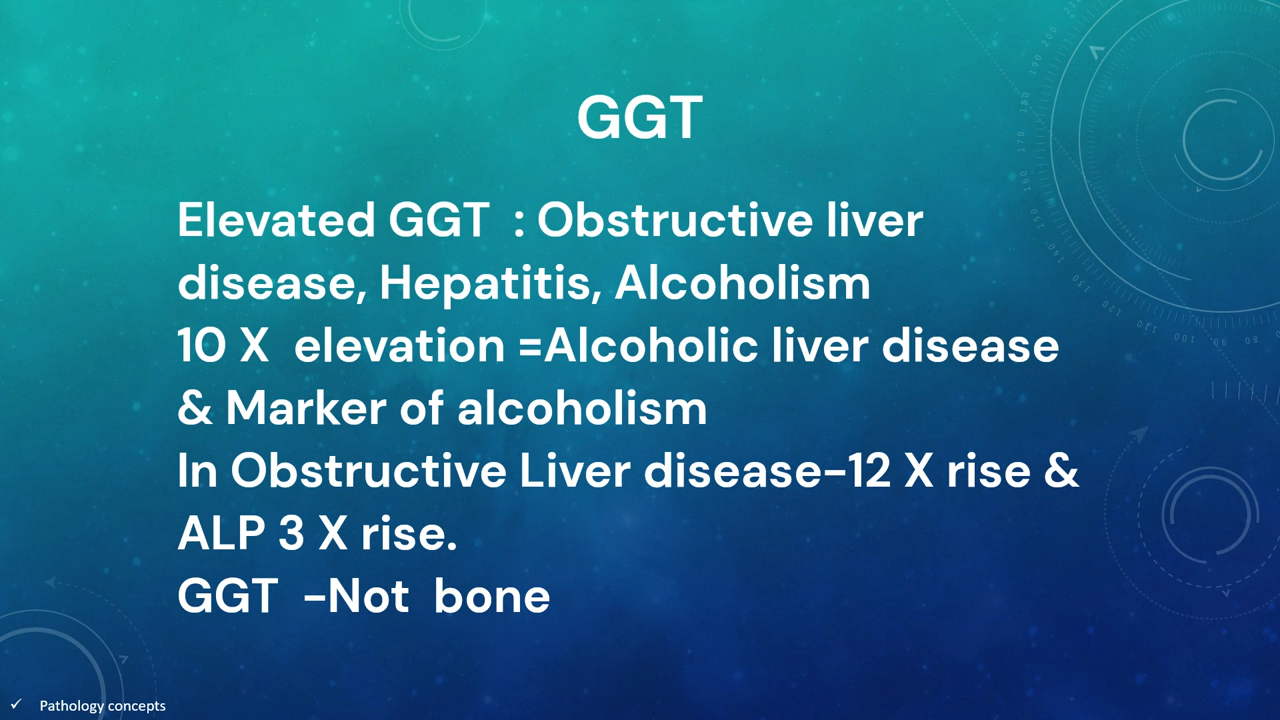 GGT
Elevated GGT : Obstructive liver
disease, Hepatitis, Alcoholism
10 X elevation =Alcoholic liver disease
& Marker of alcoholism
In Obstructive Liver disease-12 X rise &
ALP 3 X rise.
GGT -Not bone
✓ Pathology concepts